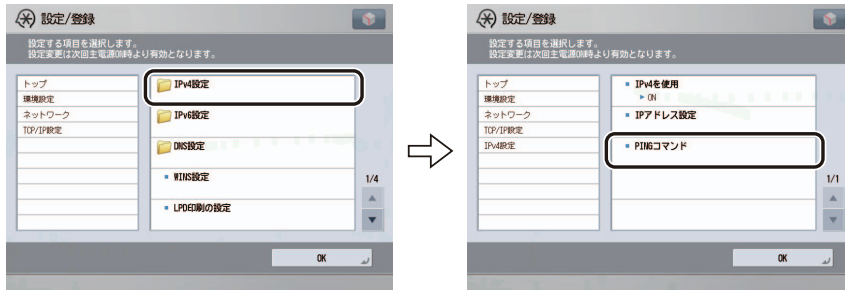 設定/登録
設定する項目を選択します。
設定変更は次回主電源ON時より有効となります。
トップ
環境設定
ネットワーク
TCP/IP設定
IPv4設定
IPv6設定
DNS設定
WINS設定
LPD印刷の設定
1/4
OK
設定/登録
設定する項目を選択します。
設定変更は次回主電源ON時より有効となります。
トップ
環境設定
ネットワーク
TCP/IP設定
IPv4設定
IPv4を使用
ON
IPアドレス設定
PINGコマンド
1/1
OK